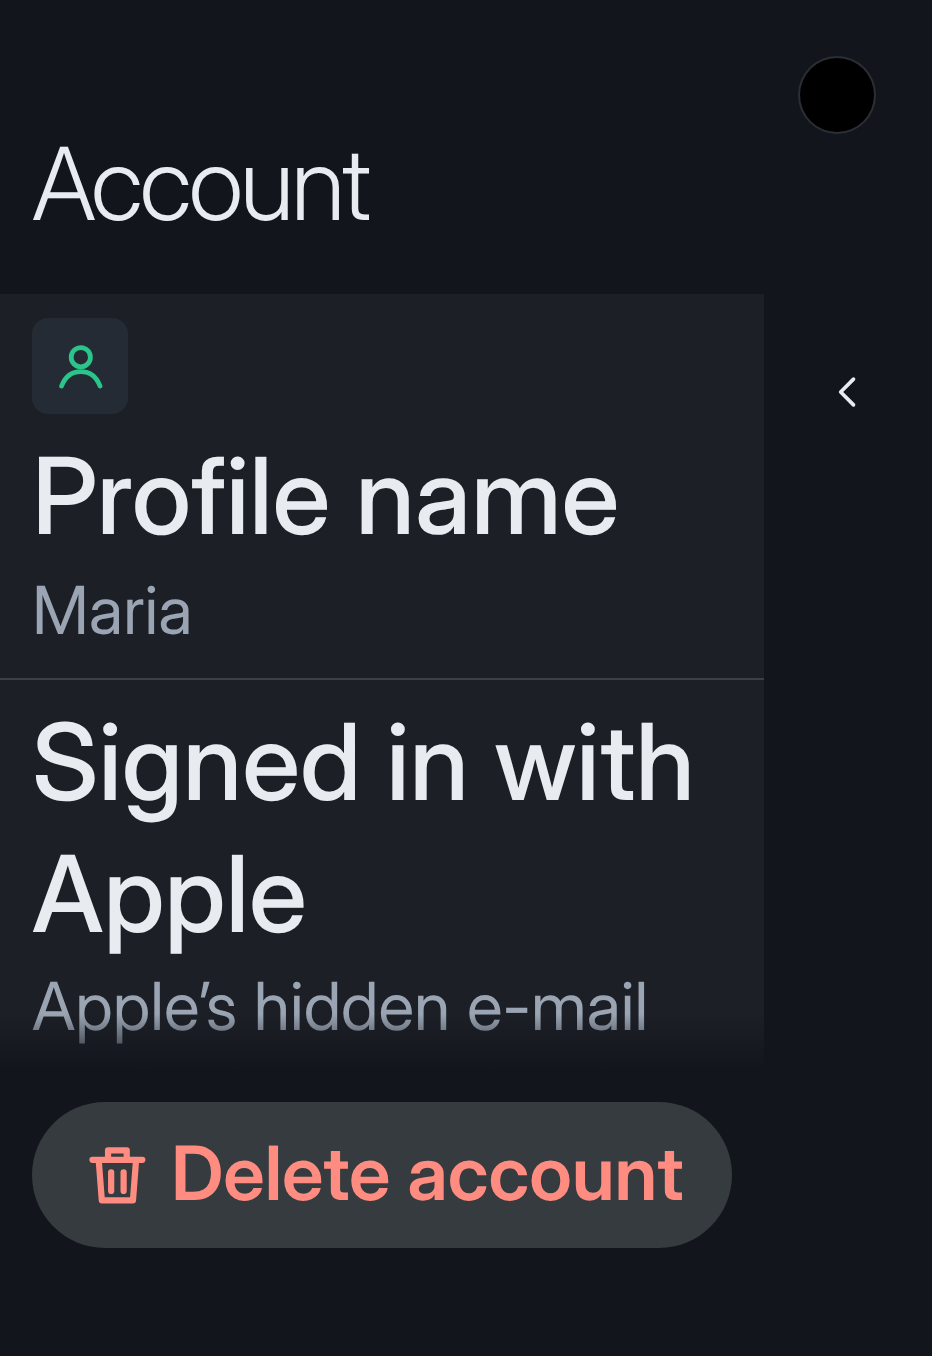 Account
Profile name
Maria
Signed in with
Apple
Apple’s hidden e-mail
Delete account